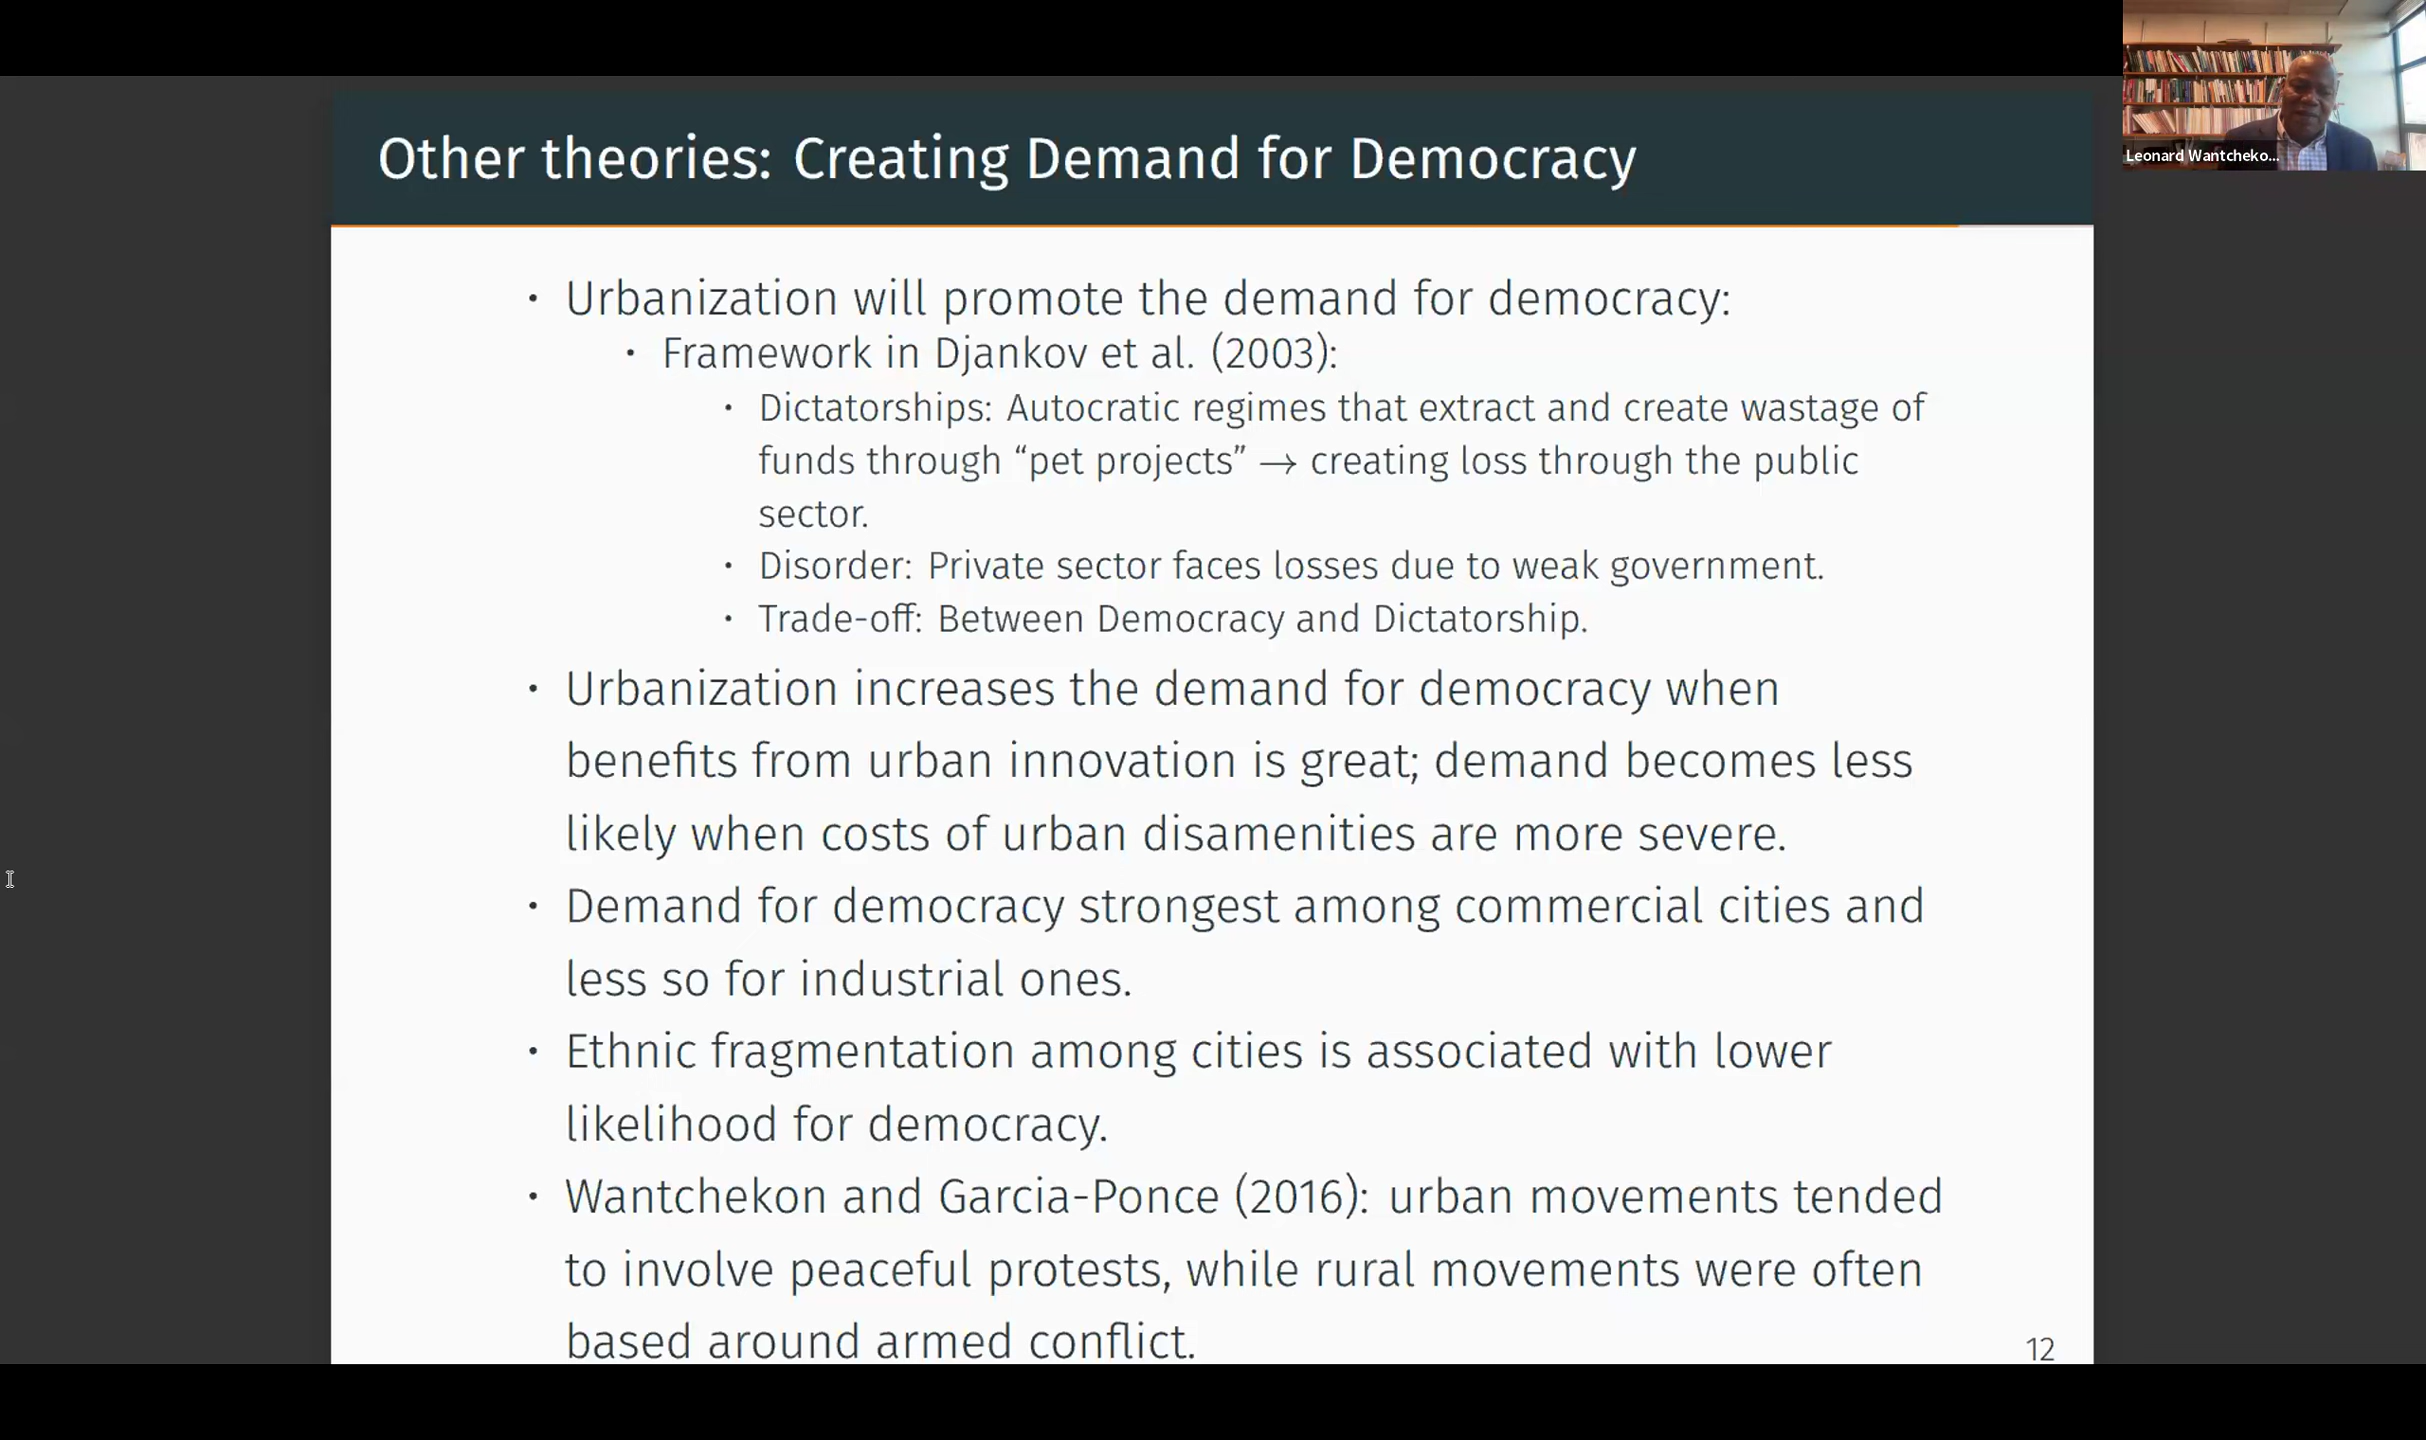 Other theories: Creating Demand for Democracy
Leonard Wantcheko...
• Urbanization will promote the demand for democracy:
• Framework in Djankov et al. (2003):
• Dictatorships: Autocratic regimes that extract and create wastage of
funds through “pet projects” → creating loss through the public
sector.
• Disorder: Private sector faces losses due to weak government.
• Trade-off: Between Democracy and Dictatorship.
• Urbanization increases the demand for democracy when
benefits from urban innovation is great; demand becomes less
likely when costs of urban disamenities are more severe.
• Demand for democracy strongest among commercial cities and
less so for industrial ones.
• Ethnic fragmentation among cities is associated with lower
likelihood for democracy.
• Wantchekon and Garcia-Ponce (2016): urban movements tended
to involve peaceful protests, while rural movements were often
based around armed conflict.
12